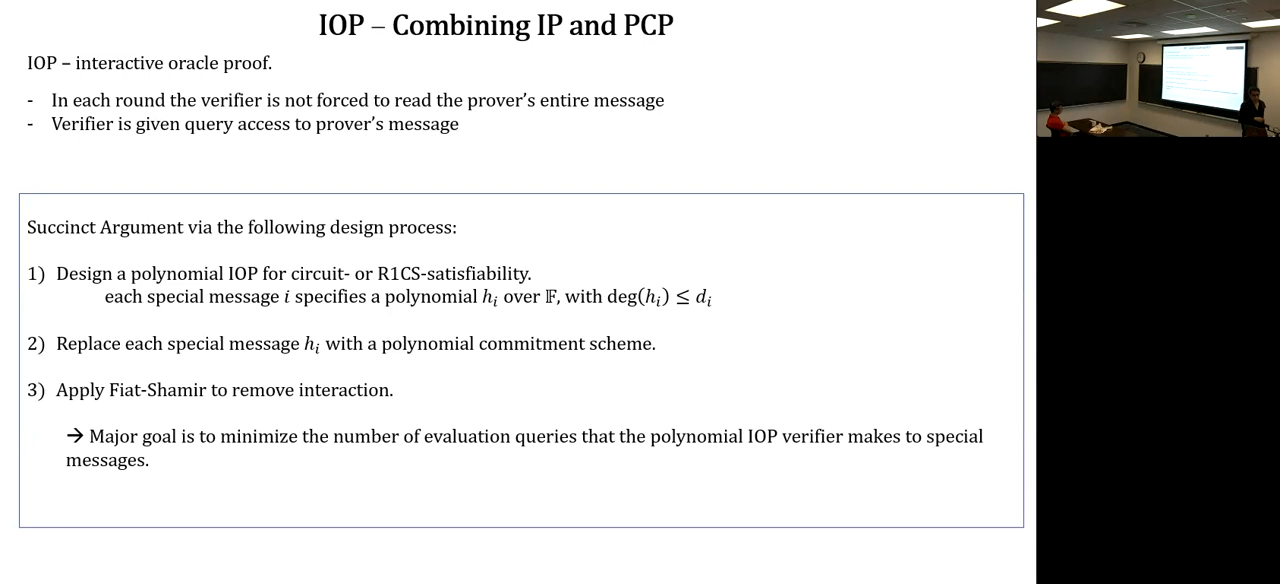 IOP – Combining IP and PCP
IOP – interactive oracle proof.
- In each round the verifier is not forced to read the prover's entire message
- Verifier is given query access to prover's message
Succinct Argument via the following design process:
1) Design a polynomial IOP for circuit- or R1CS-satisfiability.
each special message i specifies a polynomial hᵢ over 𝔽, with deg(hᵢ) ≤ dᵢ
2) Replace each special message hᵢ with a polynomial commitment scheme.
3) Apply Fiat-Shamir to remove interaction.
→ Major goal is to minimize the number of evaluation queries that the polynomial IOP verifier makes to special
messages.